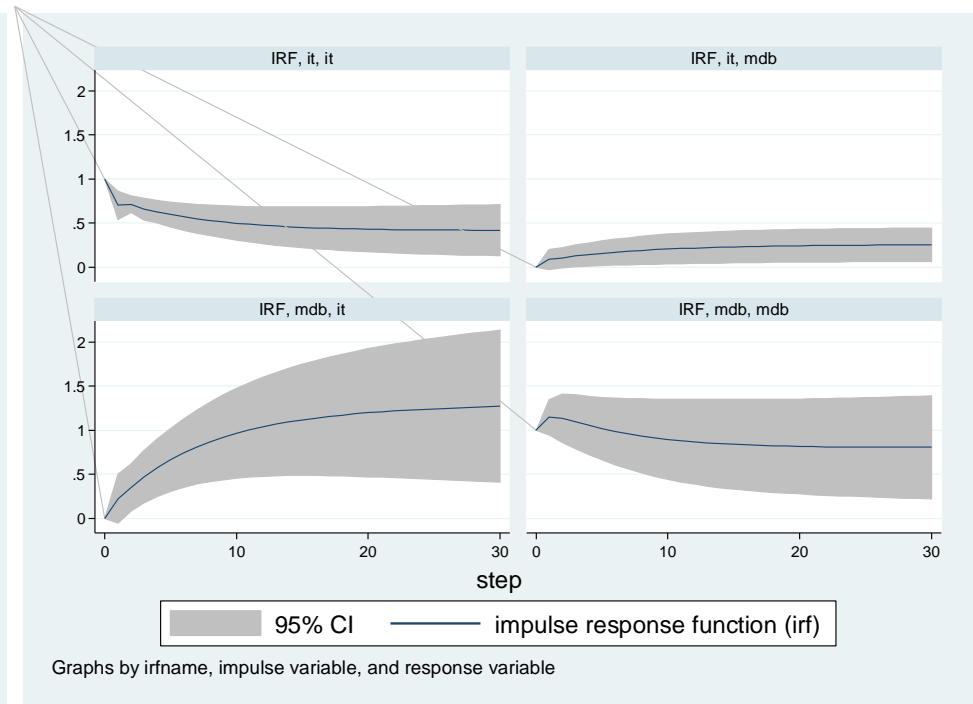 IRF, it, it
IRF, it, mdb
2
1.5
1
.5
0
IRF, mdb, it
IRF, mdb, mdb
2
1.5
1
.5
0
0 10 20 30 0 10 20 30
step
95% CI impulse response function (irf)
Graphs by irfname, impulse variable, and response variable